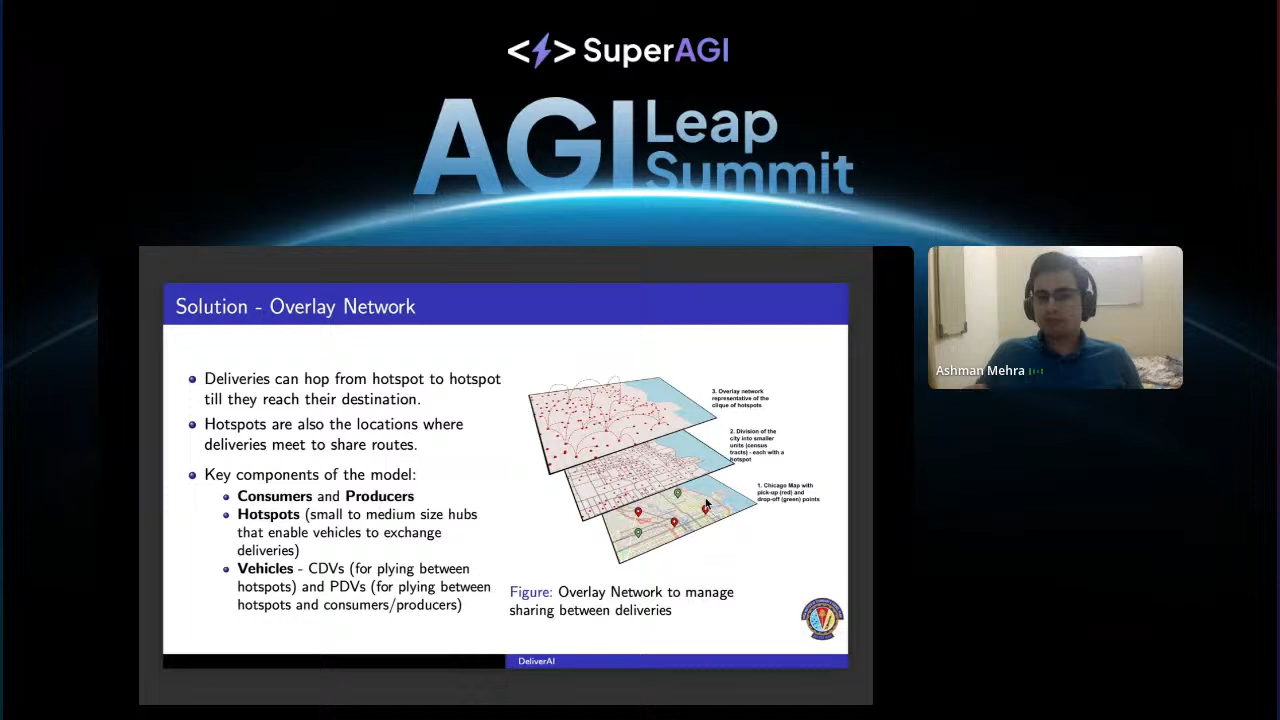 <⚡> SuperAGI
AGI Leap
Summit
Solution - Overlay Network
Deliveries can hop from hotspot to hotspot
till they reach their destination.
Hotspots are also the locations where
deliveries meet to share routes.
Key components of the model:
Consumers and Producers
Hotspots (small to medium size hubs
that enable vehicles to exchange
deliveries)
Vehicles - CDVs (for plying between
hotspots) and PDVs (for plying between
hotspots and consumers/producers)
3. Overlay network
representative of the
clique of hotspots
2. Division of the
city into smaller
units (census
tracts) - each with a
hotspot
1. Chicago Map with
pick-up (red) and
drop-off (green) points
Figure: Overlay Network to manage
sharing between deliveries
DeliverAI
Ashman Mehra